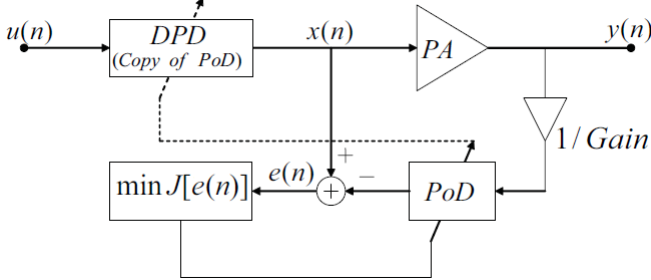 u(n)
DPD
(Copy of PoD)
x(n)
PA
y(n)
1/Gain
+
−
e(n)
+
min J[e(n)]
PoD